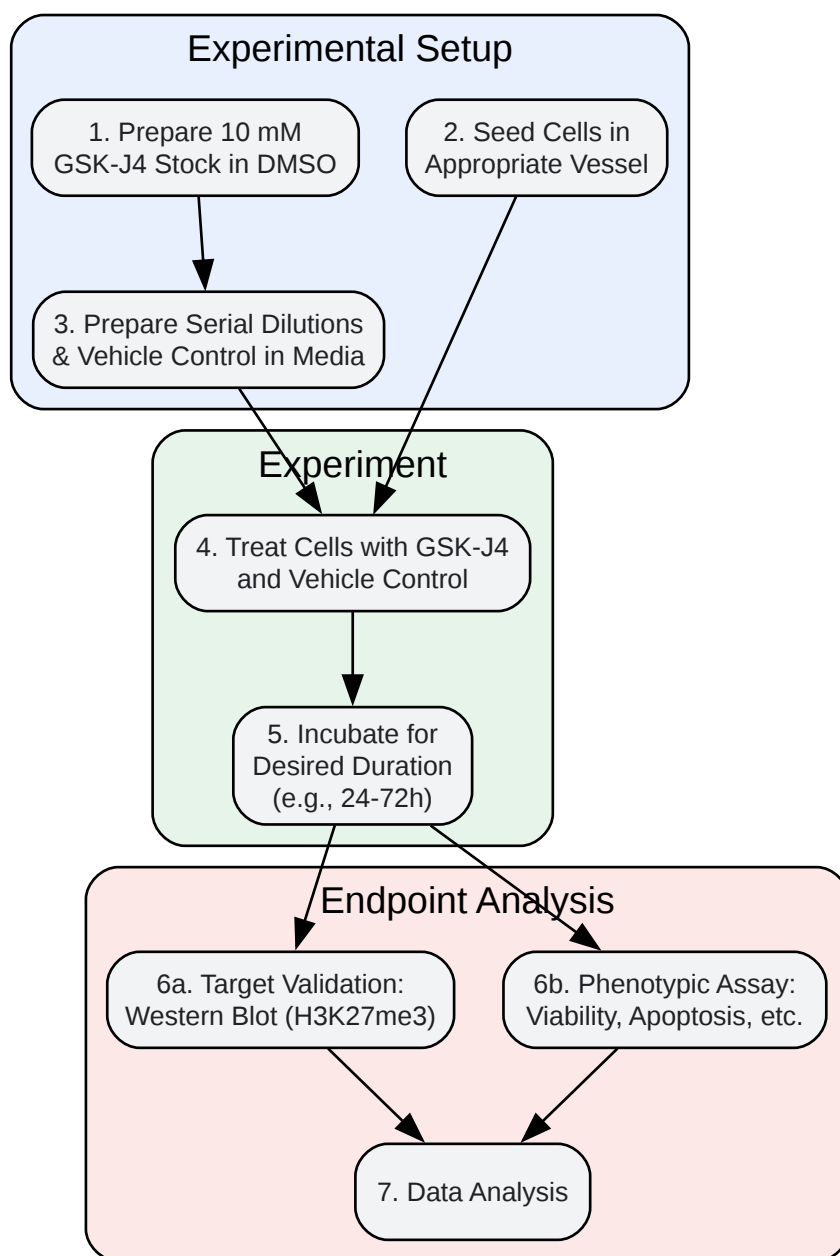 Experimental Setup
1. Prepare 10 mM
GSK-J4 Stock in DMSO
2. Seed Cells in
Appropriate Vessel
3. Prepare Serial Dilutions
& Vehicle Control in Media
Experiment
4. Treat Cells with GSK-J4
and Vehicle Control
5. Incubate for
Desired Duration
(e.g., 24-72h)
Endpoint Analysis
6a. Target Validation:
Western Blot (H3K27me3)
6b. Phenotypic Assay:
Viability, Apoptosis, etc.
7. Data Analysis